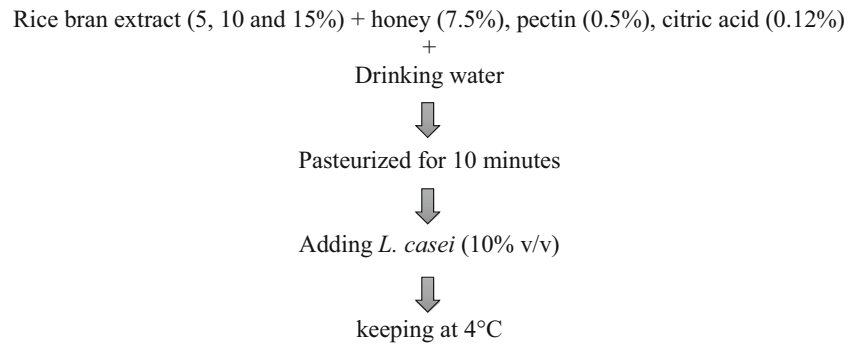 Rice bran extract (5, 10 and 15%) + honey (7.5%), pectin (0.5%), citric acid (0.12%)
+
Drinking water
Pasteurized for 10 minutes
Adding L. casei (10% v/v)
keeping at 4°C